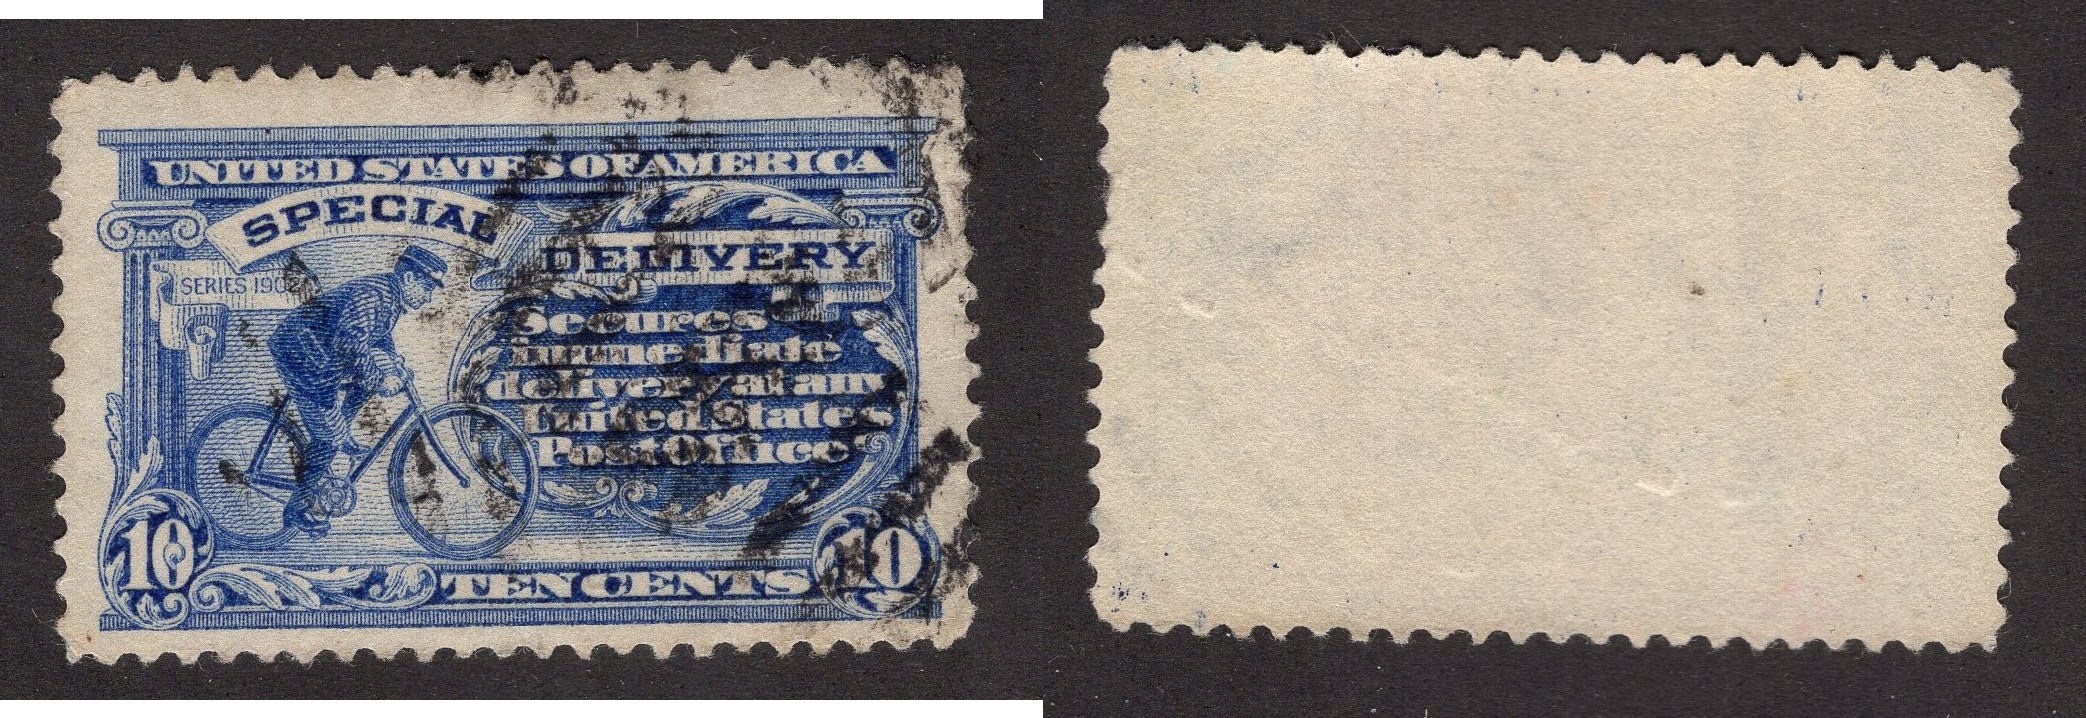 UNITED STATES OF AMERICA
SPECIAL
DELIVERY
SERIES 1902
Secures
immediate
delivery at any
United States
Post Office
10
TEN CENTS
10